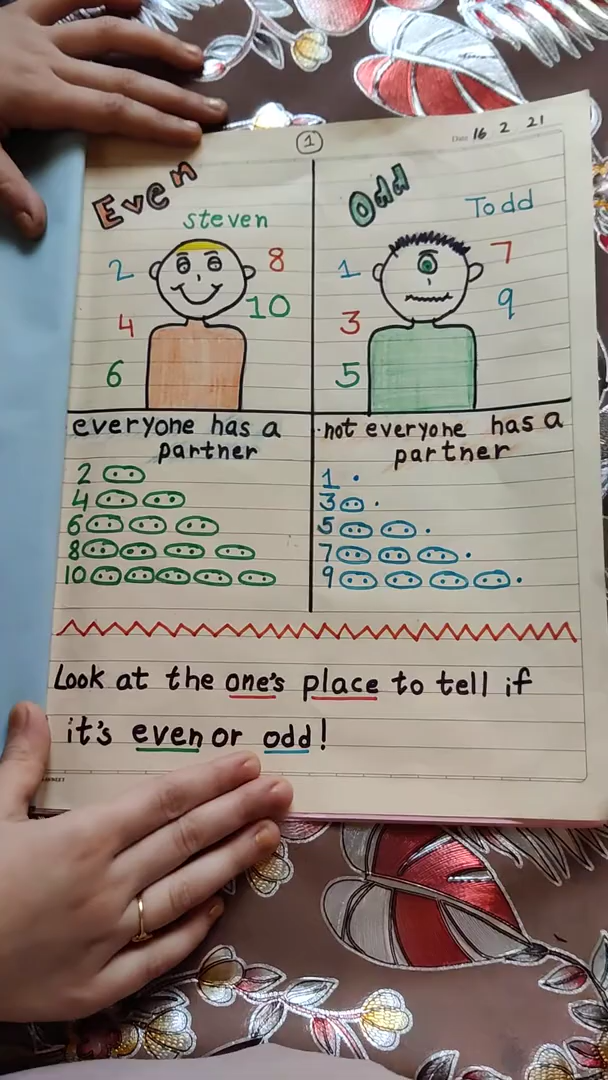 1
Date 16 2 21
Even
steven
2
8
10
4
6
Odd
Todd
1
7
9
3
5
everyone has a
partner
2
4
6
8
10
not everyone has a
partner
1
3
5
7
9
Look at the one's place to tell if
it's even or odd!